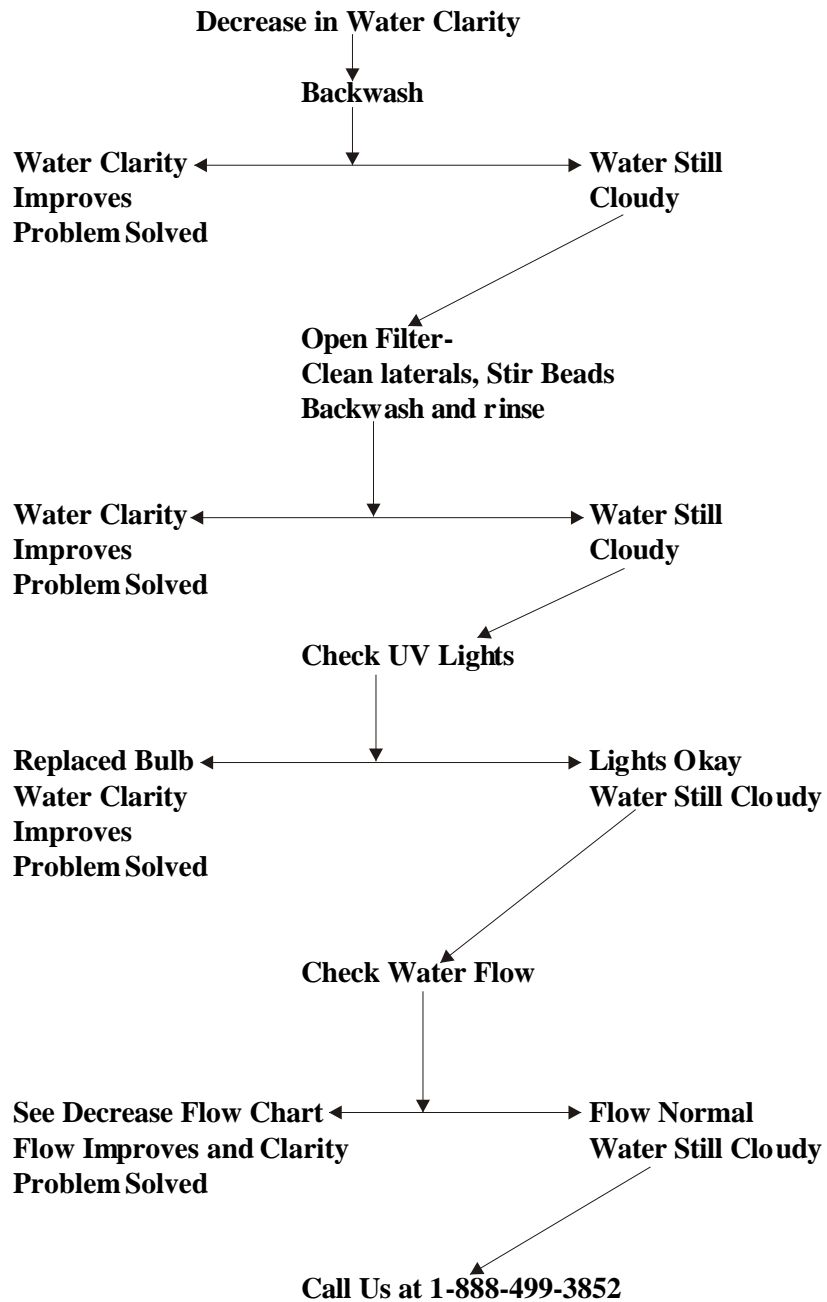 Decrease in Water Clarity
Backwash
Water Clarity
Improves
Problem Solved
Water Still
Cloudy
Open Filter-
Clean laterals, Stir Beads
Backwash and rinse
Water Clarity
Improves
Problem Solved
Water Still
Cloudy
Check UV Lights
Replaced Bulb
Water Clarity
Improves
Problem Solved
Lights Okay
Water Still Cloudy
Check Water Flow
See Decrease Flow Chart
Flow Improves and Clarity
Problem Solved
Flow Normal
Water Still Cloudy
Call Us at 1-888-499-3852